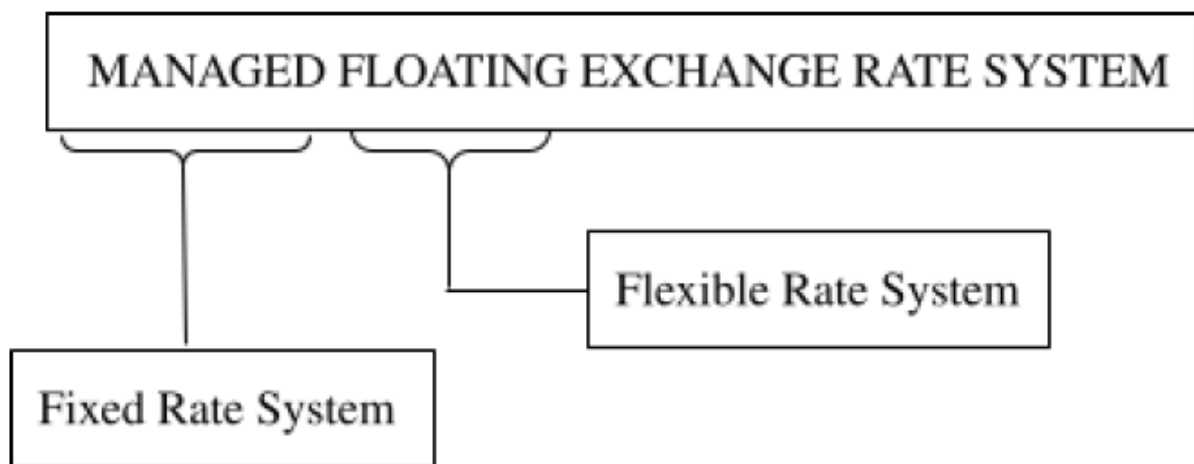 MANAGED FLOATING EXCHANGE RATE SYSTEM
Flexible Rate System
Fixed Rate System